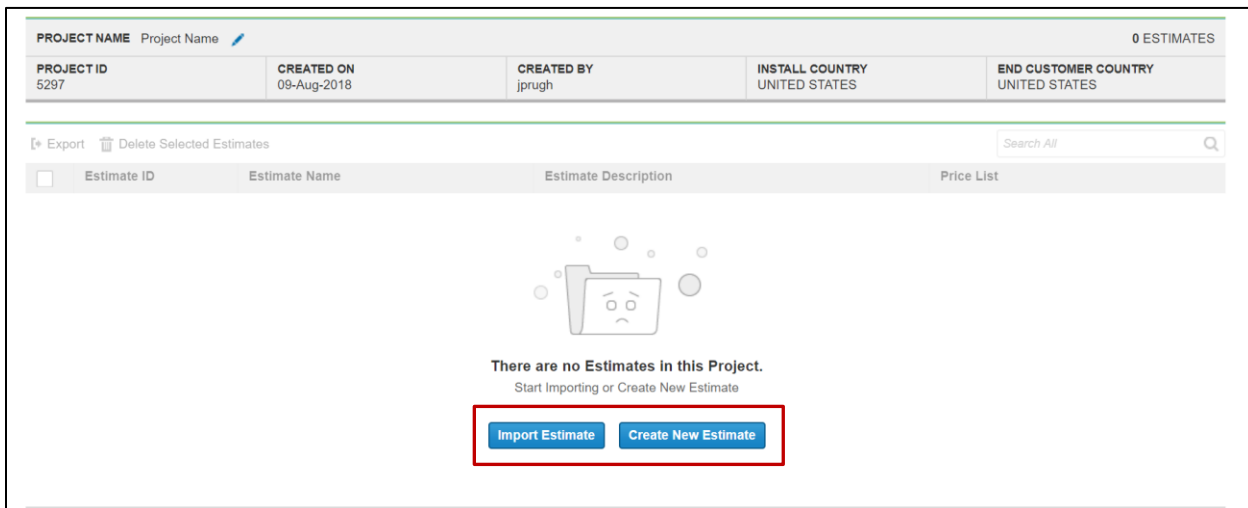 PROJECT NAME Project Name 0 ESTIMATES
PROJECT ID CREATED ON CREATED BY INSTALL COUNTRY END CUSTOMER COUNTRY
5297 09-Aug-2018 jprugh UNITED STATES UNITED STATES
Export Delete Selected Estimates Search All
Estimate ID Estimate Name Estimate Description Price List
There are no Estimates in this Project.
Start Importing or Create New Estimate
Import Estimate Create New Estimate